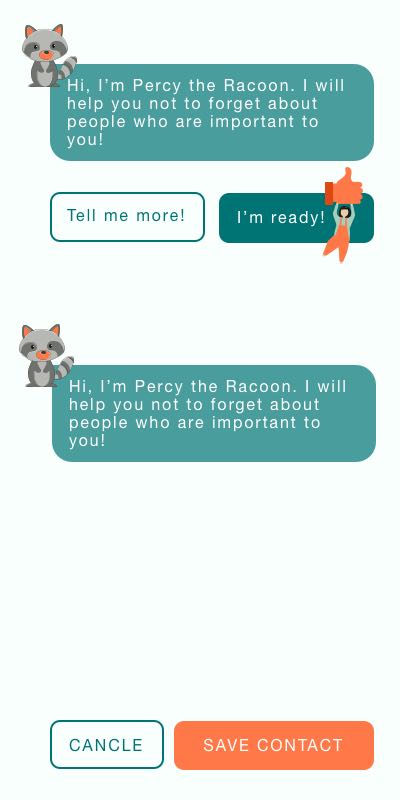 Hi, I’m Percy the Racoon. I will
help you not to forget about
people who are important to
you!
Tell me more!
I’m ready!
Hi, I’m Percy the Racoon. I will
help you not to forget about
people who are important to
you!
CANCLE
SAVE CONTACT